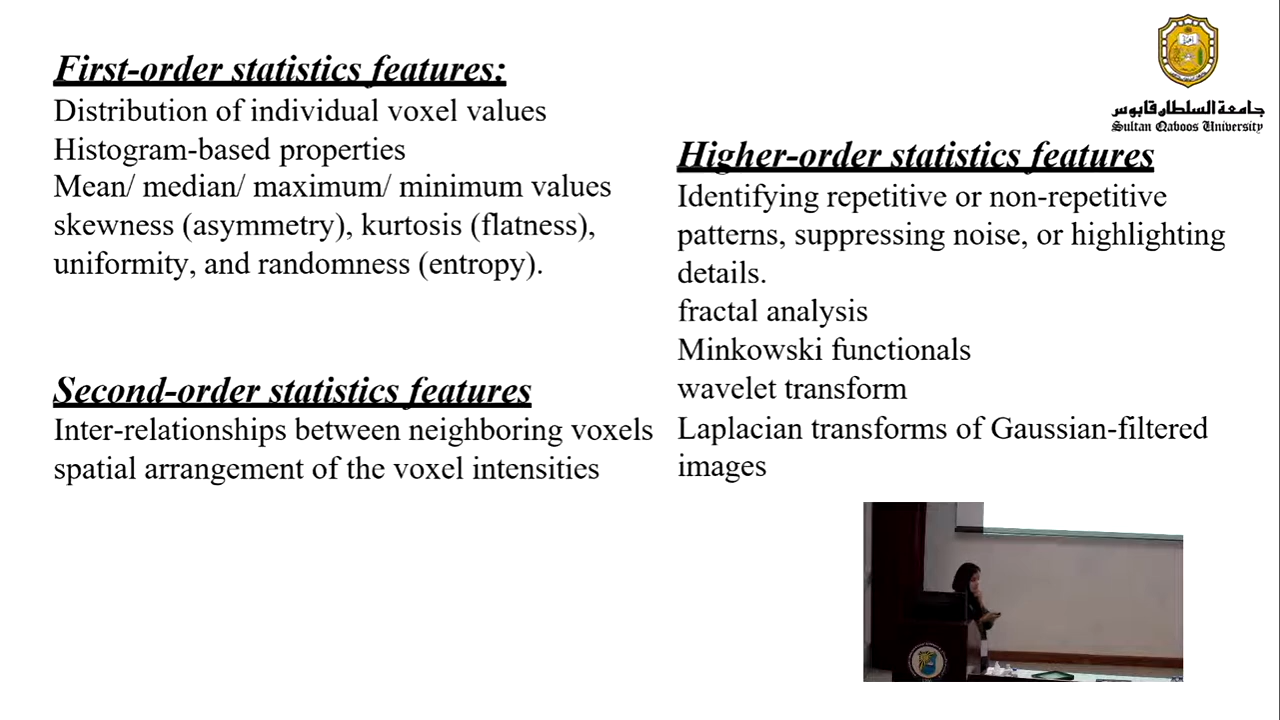 First-order statistics features:
Distribution of individual voxel values
Histogram-based properties
Mean/ median/ maximum/ minimum values
skewness (asymmetry), kurtosis (flatness),
uniformity, and randomness (entropy).
Second-order statistics features
Inter-relationships between neighboring voxels
spatial arrangement of the voxel intensities
جامعة السلطان قابوس
Sultan Qaboos University
Higher-order statistics features
Identifying repetitive or non-repetitive
patterns, suppressing noise, or highlighting
details.
fractal analysis
Minkowski functionals
wavelet transform
Laplacian transforms of Gaussian-filtered
images